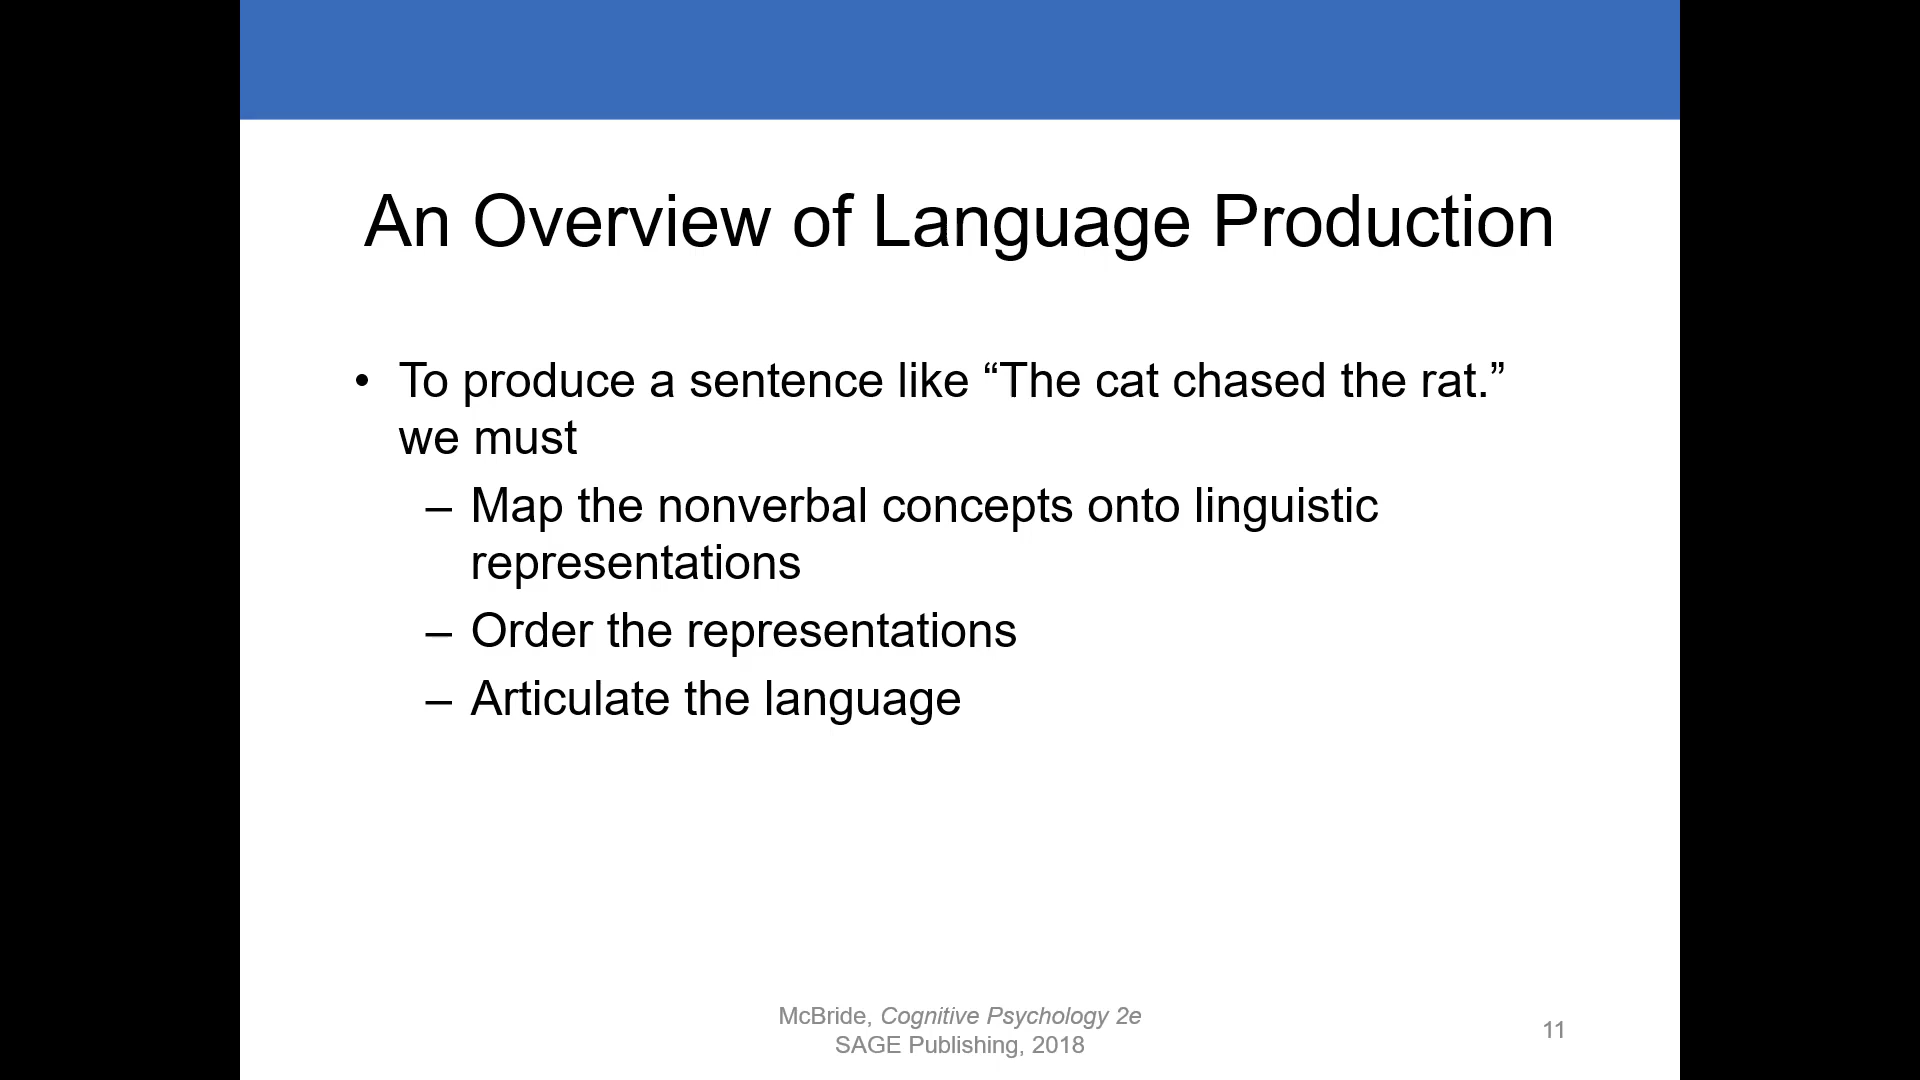 An Overview of Language Production
• To produce a sentence like “The cat chased the rat.”
we must
– Map the nonverbal concepts onto linguistic
representations
– Order the representations
– Articulate the language
McBride, Cognitive Psychology 2e
SAGE Publishing, 2018
11